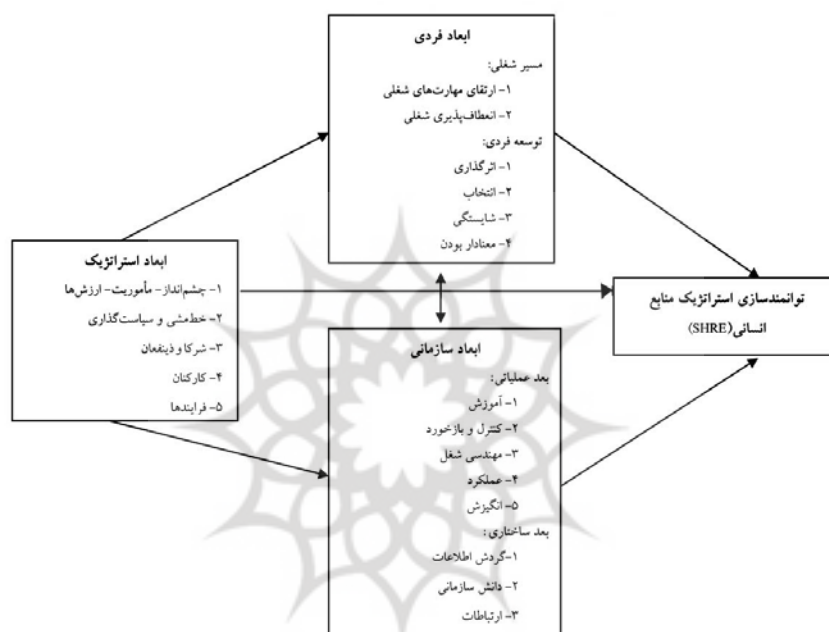 ابعاد فردی
مسیر شغلی:
۱- ارتقای مهارت‌های شغلی
۲- انعطاف‌پذیری شغلی
توسعه فردی:
۱- اثرگذاری
۲- انتخاب
۳- شایستگی
۴- معنادار بودن
ابعاد استراتژیک
۱- چشم‌انداز- مأموریت- ارزش‌ها
۲- خط‌مشی و سیاست‌گذاری
۳- شرکا و ذینفعان
۴- کارکنان
۵- فرایندها
توانمندسازی استراتژیک منابع
انسانی(SHRE)
ابعاد سازمانی
بعد عملیاتی:
۱- آموزش
۲- کنترل و بازخورد
۳- مهندسی شغل
۴- عملکرد
۵- انگیزش
بعد ساختاری:
۱-گردش اطلاعات
۲- دانش سازمانی
۳- ارتباطات